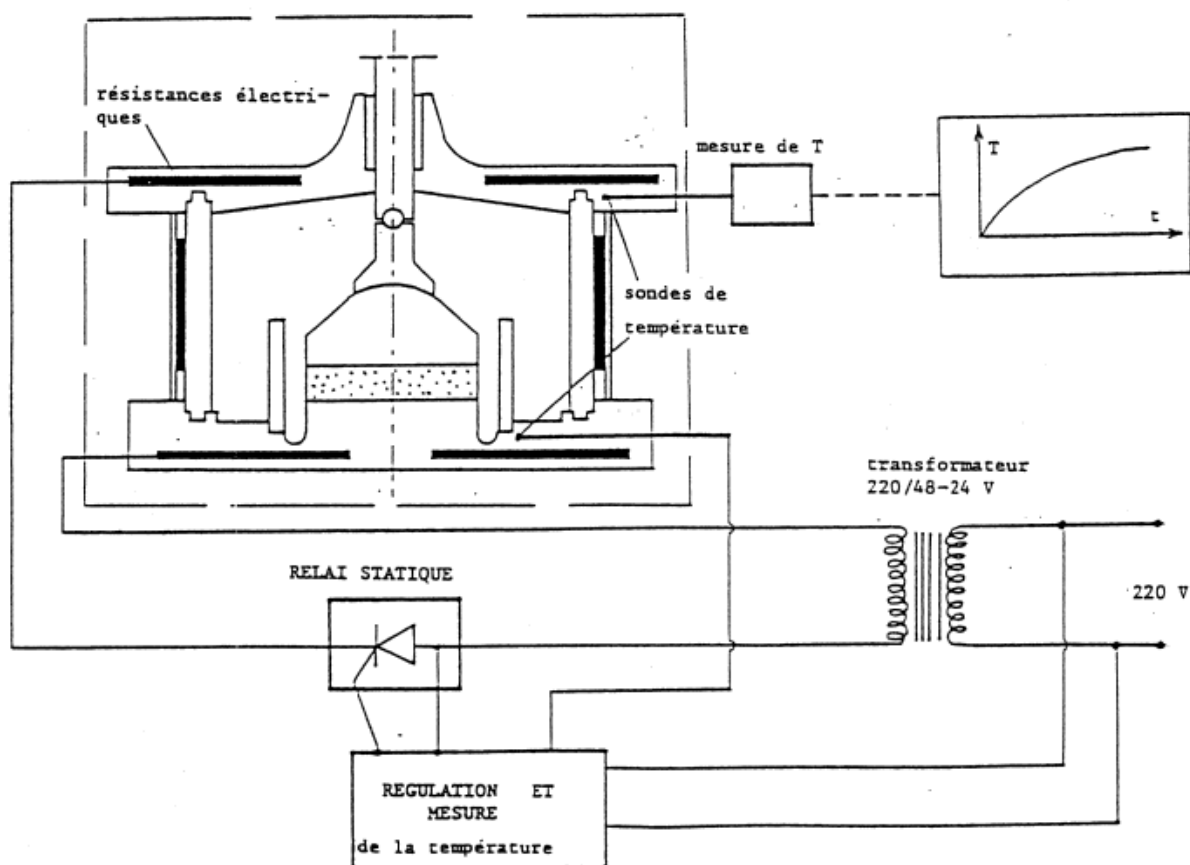 résistances électri-
ques
mesure de T
T
t
sondes de
température
transformateur
220/48-24 V
RELAI STATIQUE
220 V
REGULATION ET
MESURE
de la température